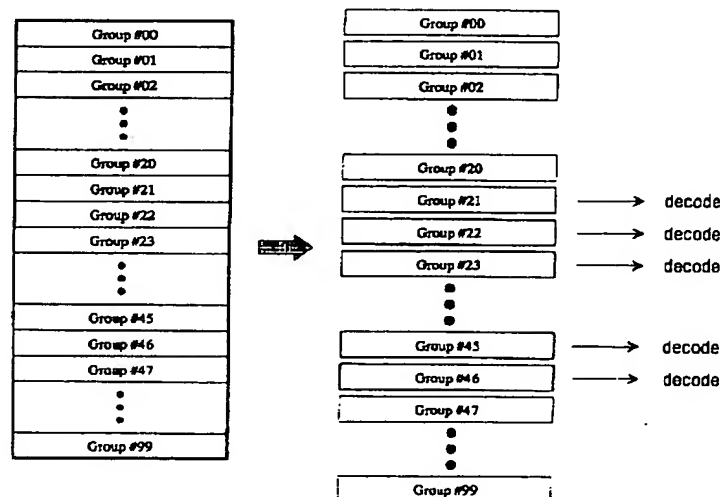 Group #00
Group #01
Group #02
Group #20
Group #21
Group #22
Group #23
Group #45
Group #46
Group #47
Group #99
Group #00
Group #01
Group #02
Group #20
Group #21 decode
Group #22 decode
Group #23 decode
Group #45 decode
Group #46 decode
Group #47
Group #99